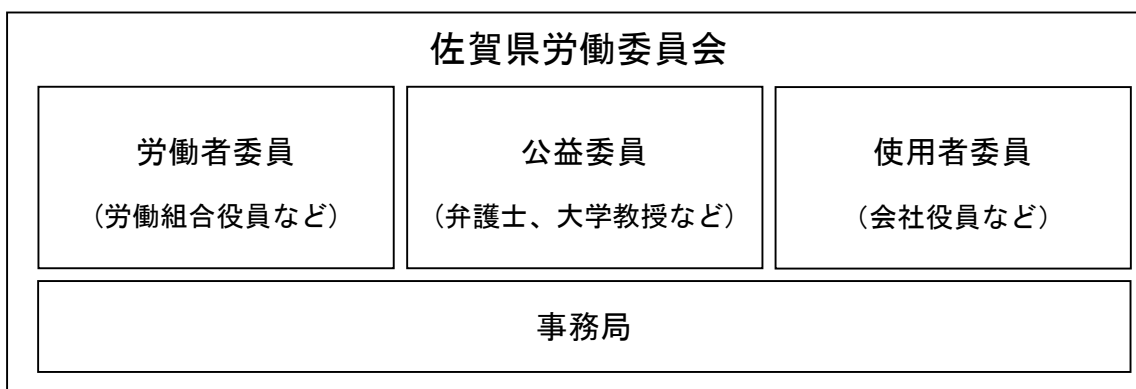 佐賀県労働委員会
労働者委員
（労働組合役員など）
公益委員
（弁護士、大学教授など）
使用者委員
（会社役員など）
事務局